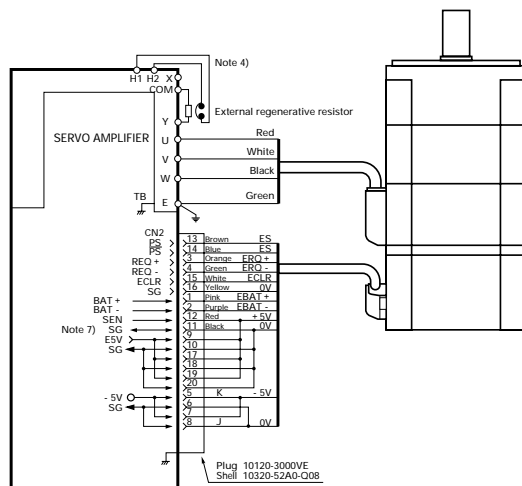 Note 4)
H1 H2 X
COM
External regenerative resistor
Y
SERVO AMPLIFIER
U Red
V White
W Black
TB E Green
CN2
PS 13 Brown ES
PS 14 Blue ES
REQ + 3 Orange ERQ +
REQ - 4 Green ERQ -
ECLR 15 White ECLR
SG 16 Yellow 0V
BAT + 1 Pink EBAT +
BAT - 2 Purple EBAT -
SEN 12 Red +5V
Note 7) SG 11 Black 0V
E5V 9
SG 10
17
18
19
20
- 5V 5 K - 5V
SG 6
7
8 J 0V
Plug 10120-3000VE
Shell 10320-52A0-Q08